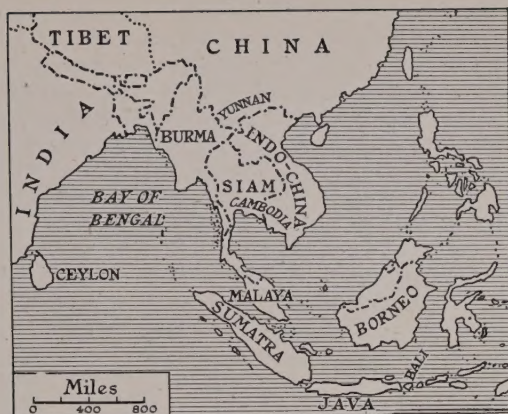 TIBET
CHINA
INDIA
YUNNAN
BURMA
INDO-CHINA
SIAM
CAMBODIA
BAY OF
BENGAL
CEYLON
MALAYA
SUMATRA
BORNEO
BALI
JAVA
Miles
0 400 800